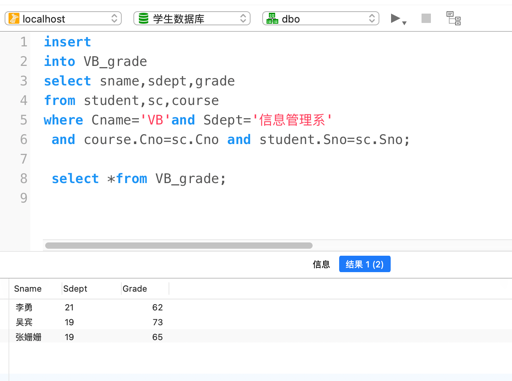 localhost 学生数据库 dbo
1 insert
2 into VB_grade
3 select sname,sdept,grade
4 from student,sc,course
5 where Cname='VB'and Sdept='信息管理系'
6 and course.Cno=sc.Cno and student.Sno=sc.Sno;
7
8 select *from VB_grade;
9
信息 结果 1 (2)
Sname Sdept Grade
李勇 21 62
吴宾 19 73
张姗姗 19 65